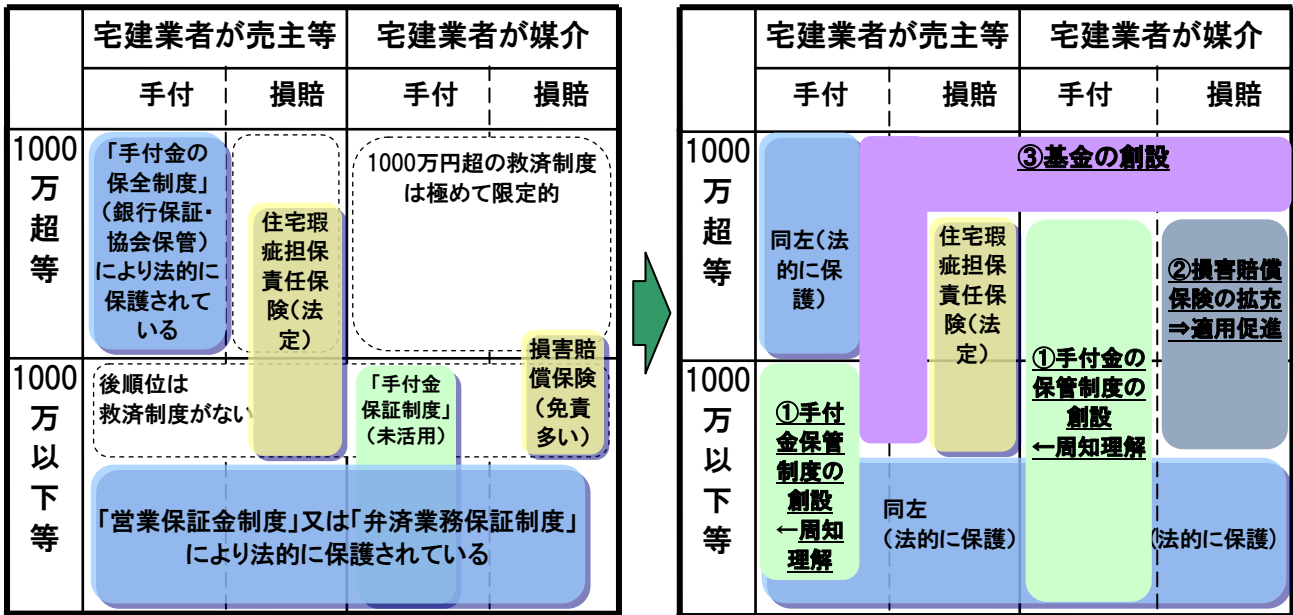 宅建業者が売主等
宅建業者が媒介
手付
損賠
手付
損賠
1000
万
超
等
「手付金の
保全制度」
（銀行保証・
協会保管）
により法的に
保護されて
いる
住宅瑕
疵担保
責任保
険（法
定）
1000万円超の救済制度
は極めて限定的
1000
万
以
下
等
後順位は
救済制度がない
「手付金
保証制度」
（未活用）
損害賠
償保険
（免責
多い）
「営業保証金制度」又は「弁済業務保証制度」
により法的に保護されている
宅建業者が売主等
宅建業者が媒介
手付
損賠
手付
損賠
1000
万
超
等
③基金の創設
同左（法
的に保
護）
住宅瑕
疵担保
責任保
険（法
定）
②損害賠償
保険の拡充
⇒適用促進
①手付金の
保管制度の
創設
←周知理解
1000
万
以
下
等
①手付
金保管
制度の
創設
←周知
理解
同左
（法的に保護）
（法的に保護）